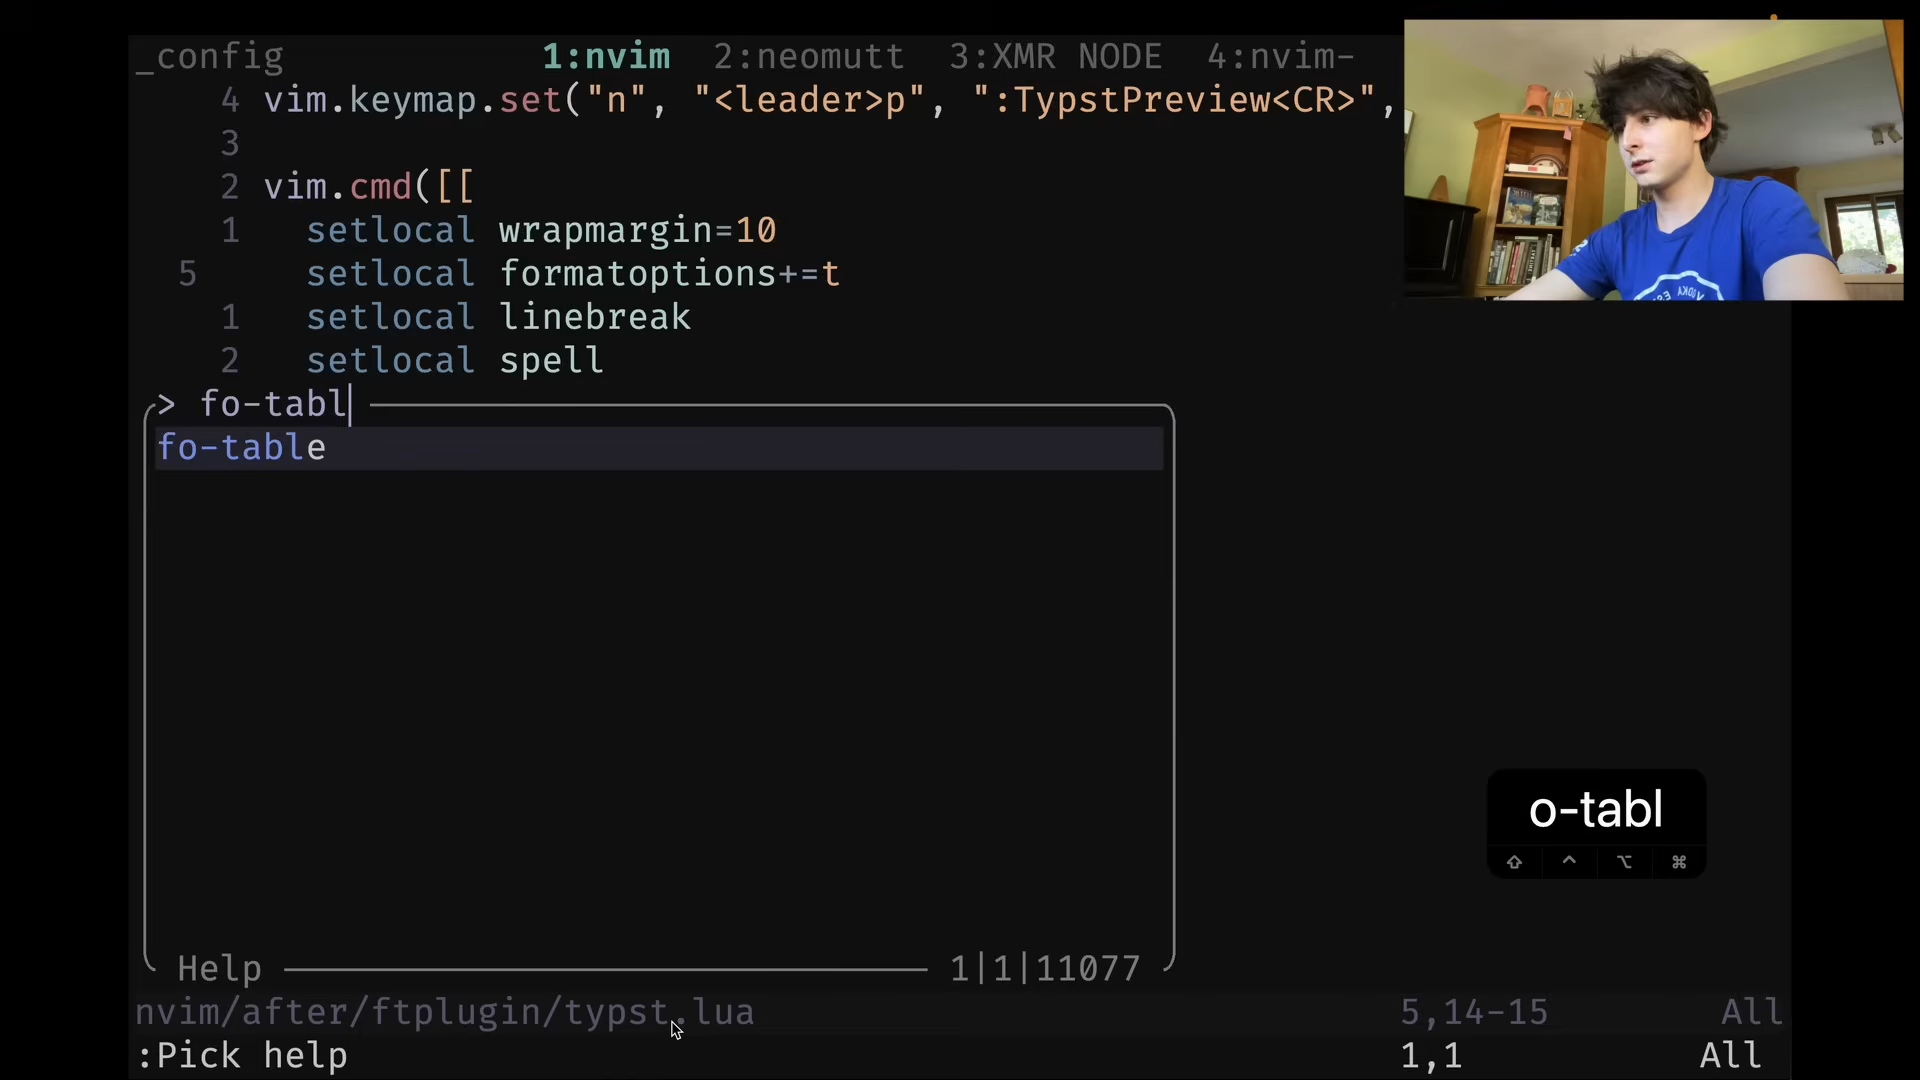 _config 1:nvim 2:neomutt 3:XMR NODE 4:nvim-
4 vim.keymap.set("n", "<leader>p", ":TypstPreview<CR>",
3
2 vim.cmd([[
1 setlocal wrapmargin=10
5 setlocal formatoptions+=t
1 setlocal linebreak
2 setlocal spell
> fo-tabl
fo-table
o-tabl
⇧ ^ ⌥ ⌘
Help 1|1|11077
nvim/after/ftplugin/typst.lua 5,14-15 All
:Pick help 1,1 All